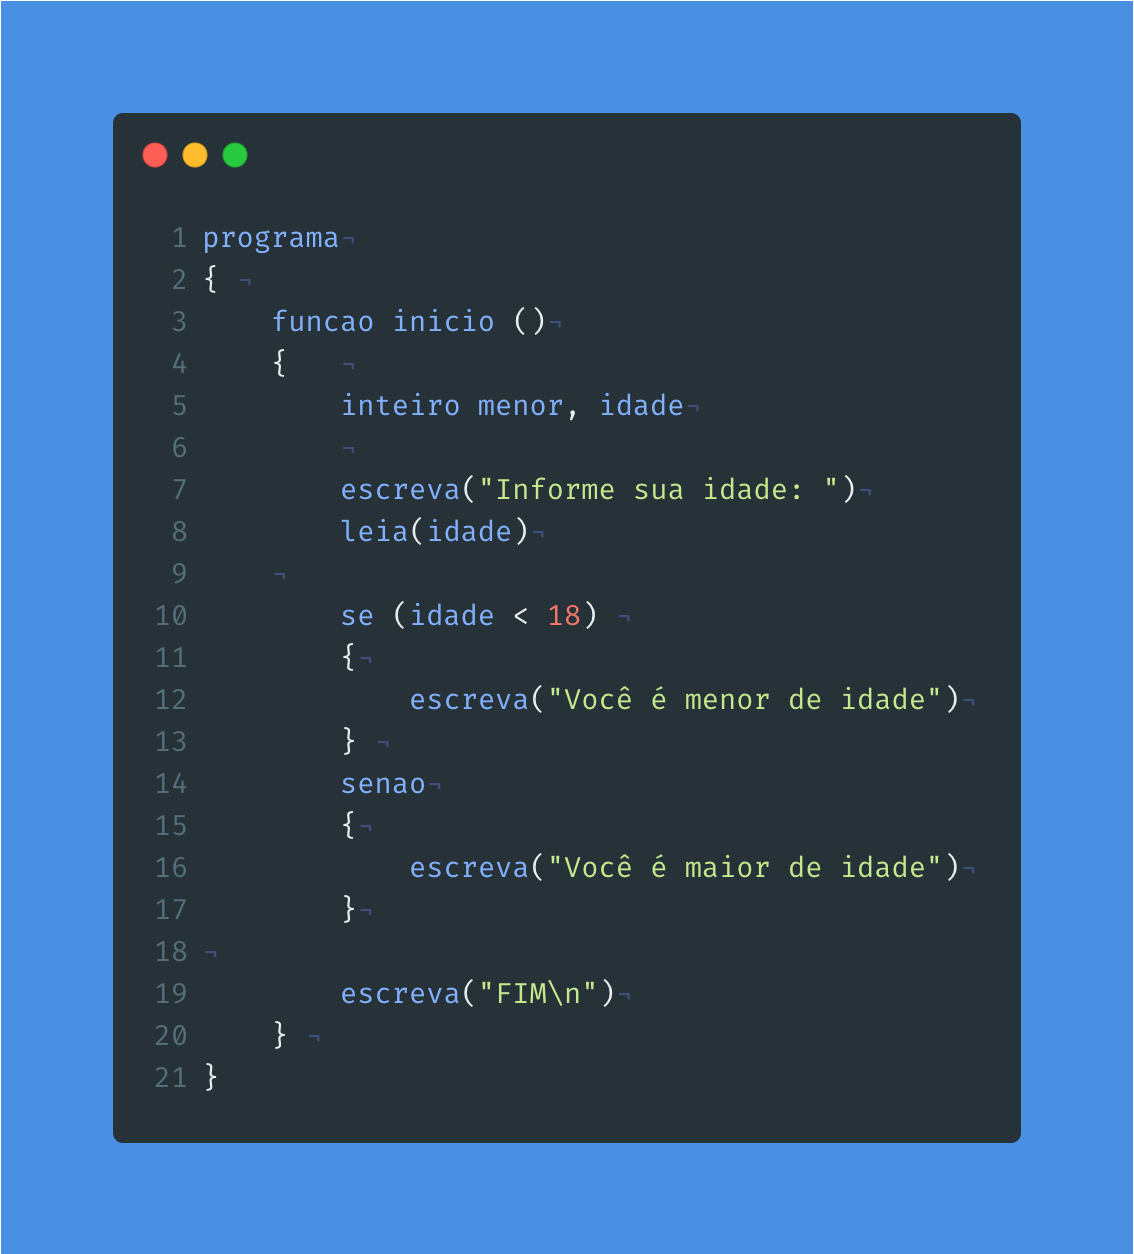 1 programa¬
2 { ¬
3     funcao inicio ()¬
4     {   ¬
5         inteiro menor, idade¬
6         ¬
7         escreva("Informe sua idade: ")¬
8         leia(idade)¬
9     ¬
10         se (idade < 18) ¬
11         {¬
12             escreva("Você é menor de idade")¬
13         } ¬
14         senao¬
15         {¬
16             escreva("Você é maior de idade")¬
17         }¬
18 ¬
19         escreva("FIM\n")¬
20     } ¬
21 }